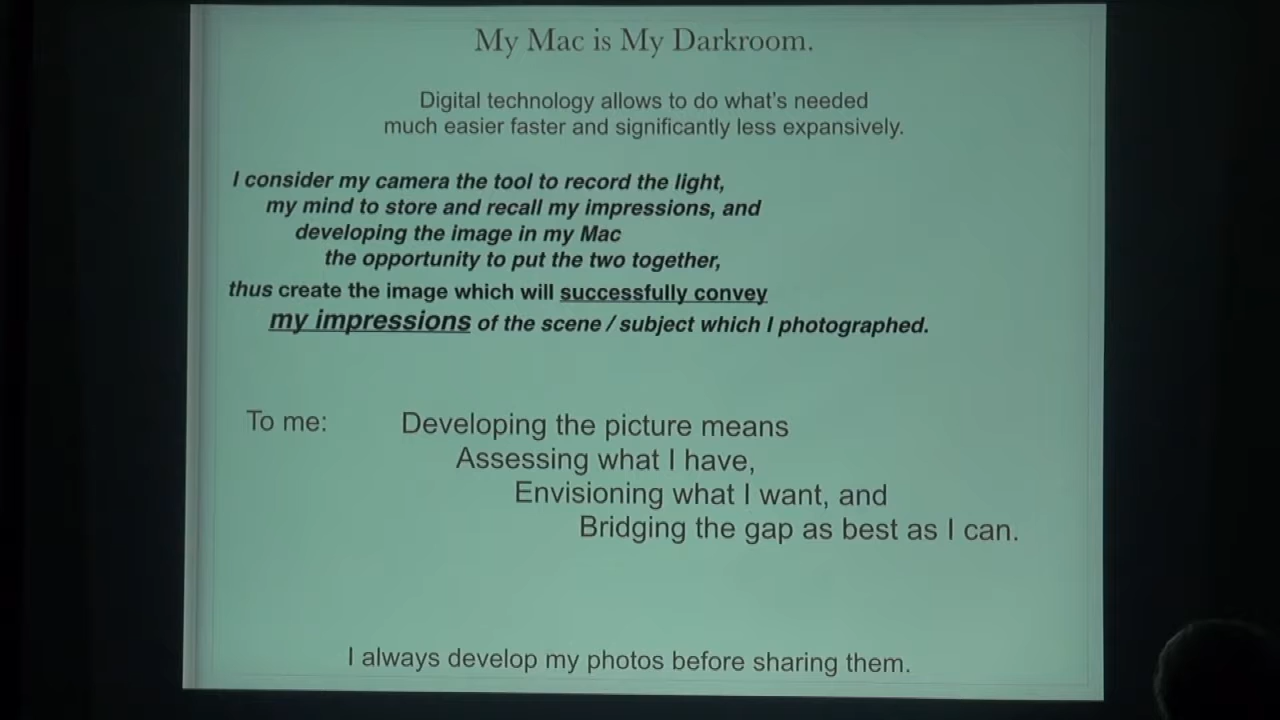 My Mac is My Darkroom.
Digital technology allows to do what's needed
much easier faster and significantly less expansively.
I consider my camera the tool to record the light,
my mind to store and recall my impressions, and
developing the image in my Mac
the opportunity to put the two together,
thus create the image which will successfully convey
my impressions of the scene / subject which I photographed.
To me: Developing the picture means
Assessing what I have,
Envisioning what I want, and
Bridging the gap as best as I can.
I always develop my photos before sharing them.